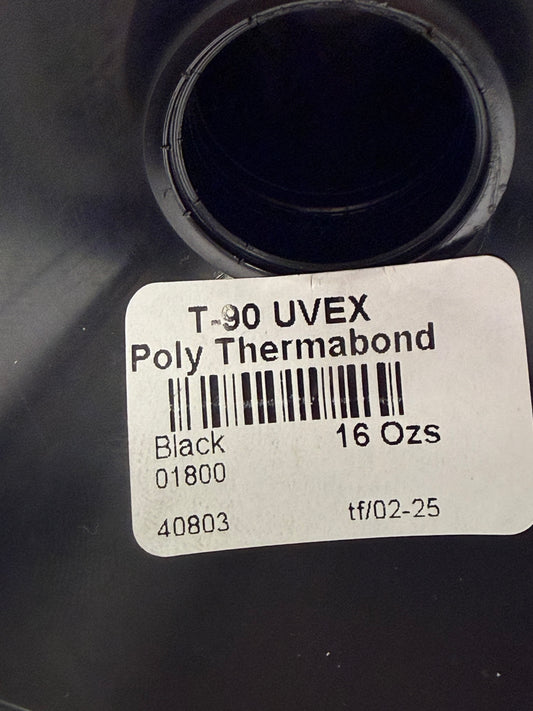 T-90 UVEX
Poly Thermabond
Black 16 Ozs
01800
40803 tf/02-25